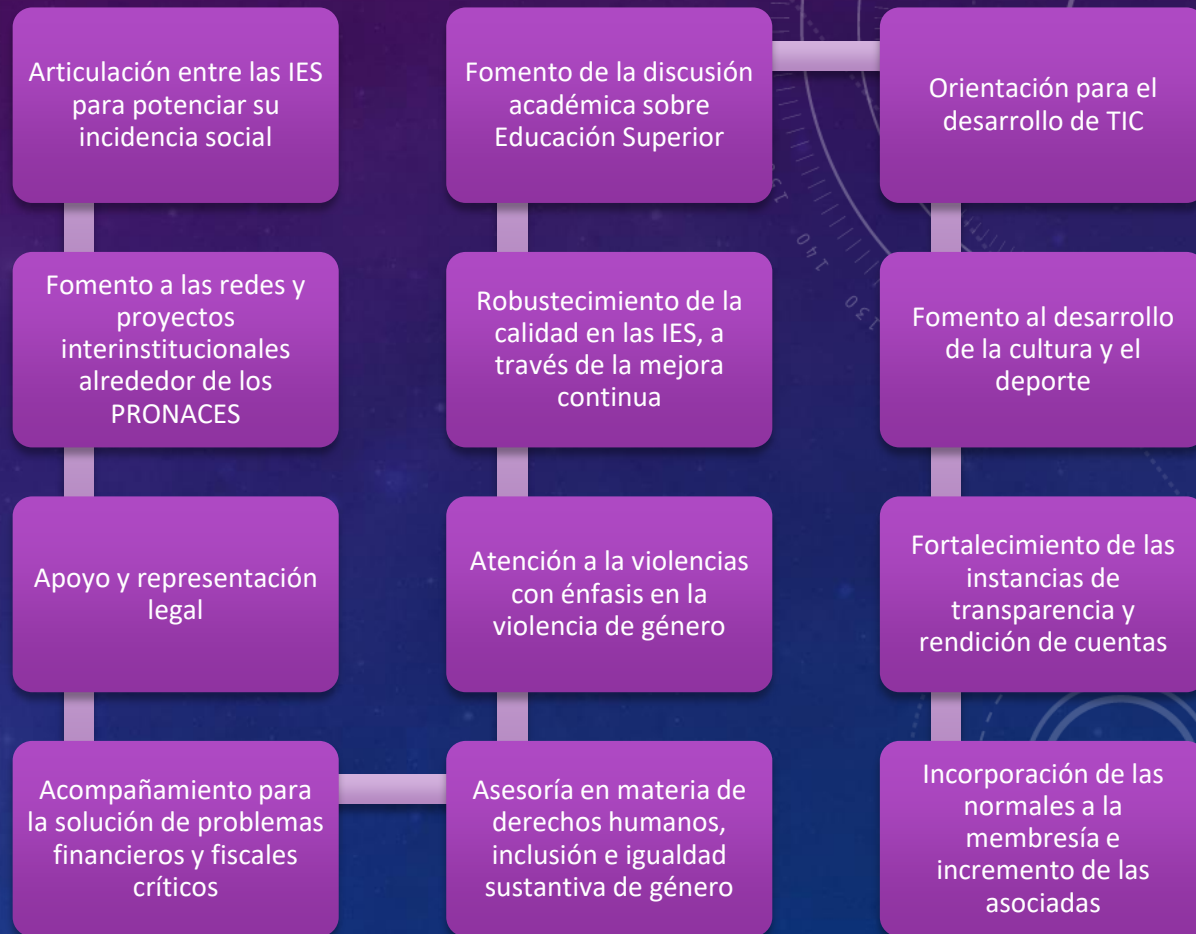 Articulación entre las IES
para potenciar su
incidencia social
Fomento a las redes y
proyectos
interinstitucionales
alrededor de los
PRONACES
Apoyo y representación
legal
Acompañamiento para
la solución de problemas
financieros y fiscales
críticos
Asesoría en materia de
derechos humanos,
inclusión e igualdad
sustantiva de género
Atención a la violencias
con énfasis en la
violencia de género
Robustecimiento de la
calidad en las IES, a
través de la mejora
continua
Fomento de la discusión
académica sobre
Educación Superior
Orientación para el
desarrollo de TIC
Fomento al desarrollo
de la cultura y el
deporte
Fortalecimiento de las
instancias de
transparencia y
rendición de cuentas
Incorporación de las
normales a la
membresía e
incremento de las
asociadas
140
130